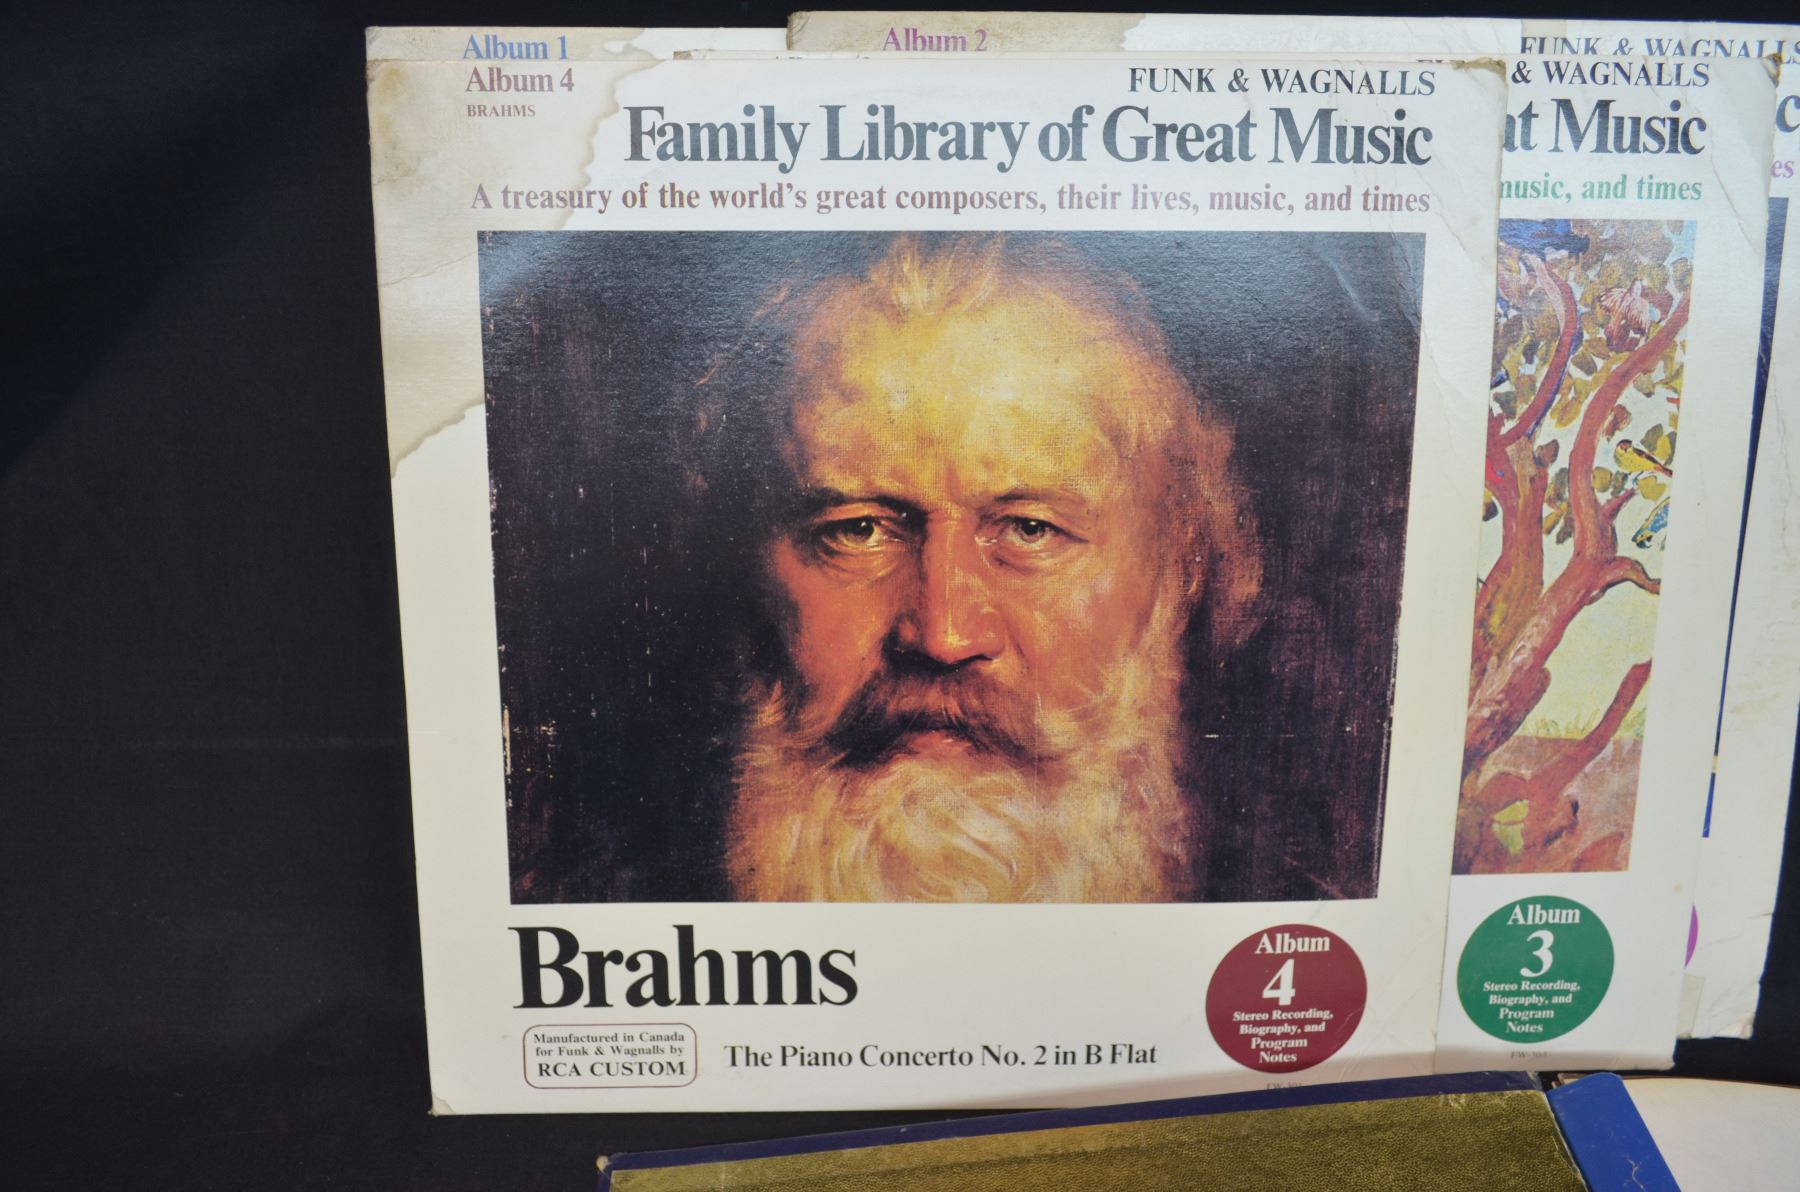 Album 1
Album 2
FUNK & WAGNALLS
Album 4
BRAHMS
FUNK & WAGNALLS
& WAGNALLS
Family Library of Great Music
at Music
A treasury of the world's great composers, their lives, music, and times
music, and times
es
Brahms
Album
4
Stereo Recording,
Biography, and
Program
Notes
Album
3
Stereo Recording,
Biography, and
Program
Notes
Manufactured in Canada
for Funk & Wagnalls by
RCA CUSTOM
The Piano Concerto No. 2 in B Flat